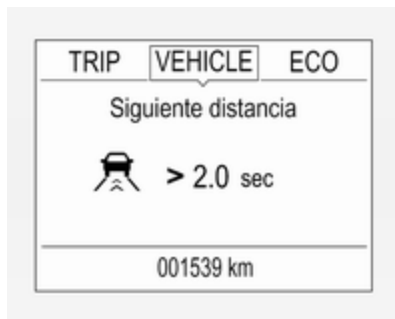 TRIP VEHICLE ECO
Siguiente distancia
> 2.0 sec
001539 km